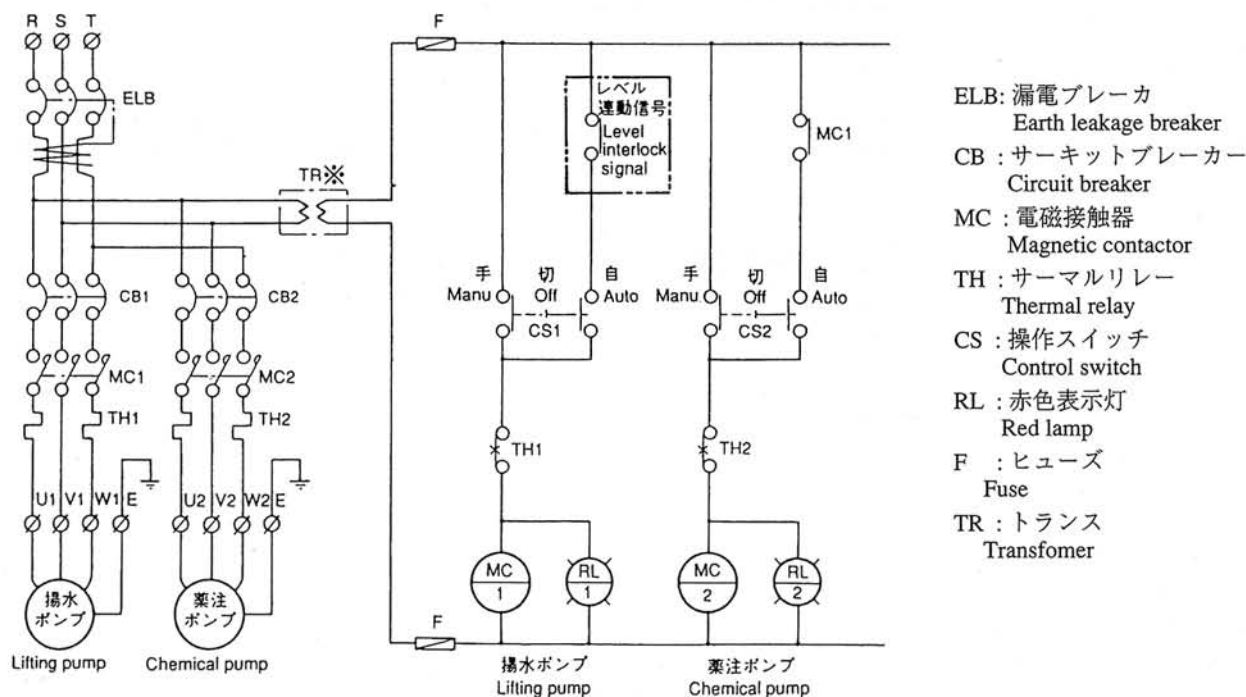 R S T
F
ELB
TR※
レベル
連動信号
Level
interlock
signal
MC1
CB1
CB2
手 切 自
Manu. Off Auto
CS1
手 切 自
Manu. Off Auto
CS2
MC1
MC2
TH1
TH2
TH1
TH2
U1 V1 W1 E
U2 V2 W2 E
MC
1
RL
1
MC
2
RL
2
揚水
ポンプ
薬注
ポンプ
Lifting pump
Chemical pump
F
揚水ポンプ
Lifting pump
薬注ポンプ
Chemical pump
ELB: 漏電ブレーカ
Earth leakage breaker
CB : サーキットブレーカー
Circuit breaker
MC : 電磁接触器
Magnetic contactor
TH : サーマルリレー
Thermal relay
CS : 操作スイッチ
Control switch
RL : 赤色表示灯
Red lamp
F : ヒューズ
Fuse
TR : トランス
Transfomer